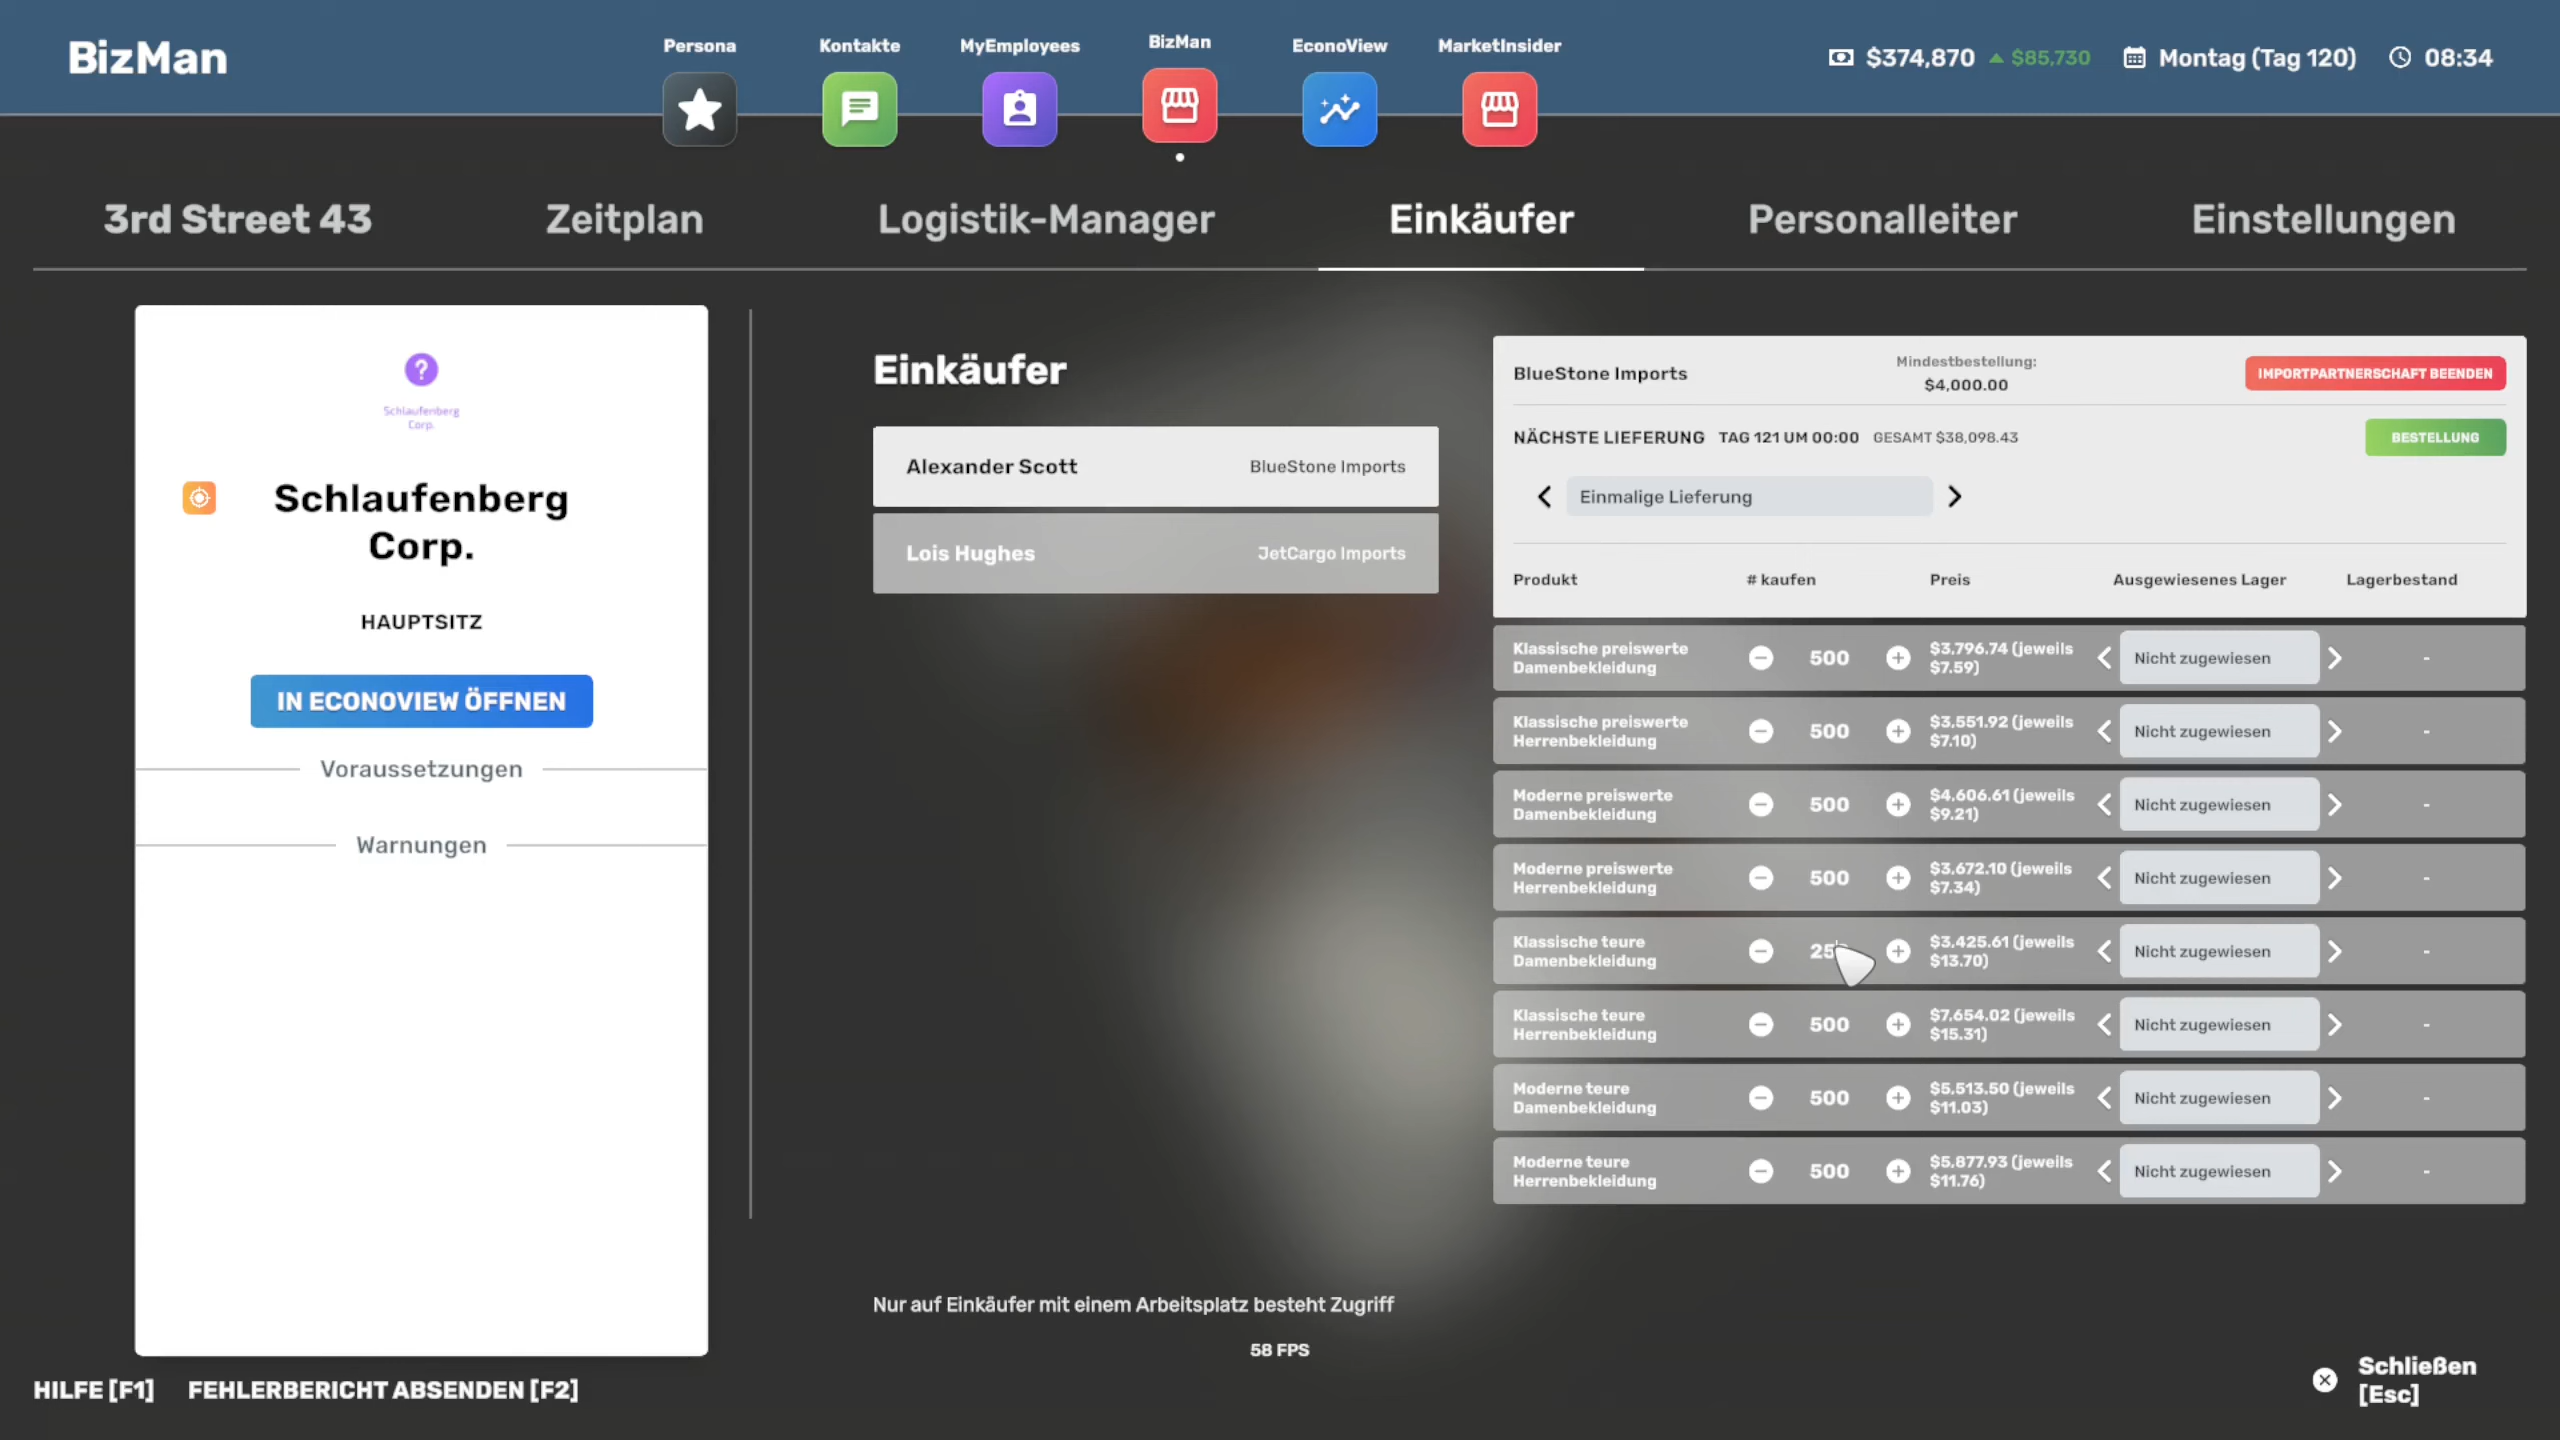 BizMan
Persona
Kontakte
MyEmployees
BizMan
EconoView
MarketInsider
$374,870
$85,730
Montag (Tag 120)
08:34
3rd Street 43
Zeitplan
Logistik-Manager
Einkäufer
Personalleiter
Einstellungen
?
Schlaufenberg
Corp.
Schlaufenberg
Corp.
HAUPTSITZ
IN ECONOVIEW ÖFFNEN
Voraussetzungen
Warnungen
Einkäufer
Alexander Scott BlueStone Imports
Lois Hughes JetCargo Imports
BlueStone Imports
Mindestbestellung:
$4,000.00
IMPORTPARTNERSCHAFT BEENDEN
NÄCHSTE LIEFERUNG TAG 121 UM 00:00 GESAMT $38,098.43
BESTELLUNG
Einmalige Lieferung
Produkt # kaufen Preis Ausgewiesenes Lager Lagerbestand
Klassische preiswerte
Damenbekleidung
500
$3,796.74 (jeweils
$7.59)
Nicht zugewiesen
-
Klassische preiswerte
Herrenbekleidung
500
$3,551.92 (jeweils
$7.10)
Nicht zugewiesen
-
Moderne preiswerte
Damenbekleidung
500
$4,606.61 (jeweils
$9.21)
Nicht zugewiesen
-
Moderne preiswerte
Herrenbekleidung
500
$3,672.10 (jeweils
$7.34)
Nicht zugewiesen
-
Klassische teure
Damenbekleidung
$3,425.61 (jeweils
$13.70)
Nicht zugewiesen
-
Klassische teure
Herrenbekleidung
500
$7,654.02 (jeweils
$15.31)
Nicht zugewiesen
-
Moderne teure
Damenbekleidung
500
$5,513.50 (jeweils
$11.03)
Nicht zugewiesen
-
Moderne teure
Herrenbekleidung
500
$5,877.93 (jeweils
$11.76)
Nicht zugewiesen
-
Nur auf Einkäufer mit einem Arbeitsplatz besteht Zugriff
58 FPS
HILFE [F1] FEHLERBERICHT ABSENDEN [F2]
Schließen
[Esc]